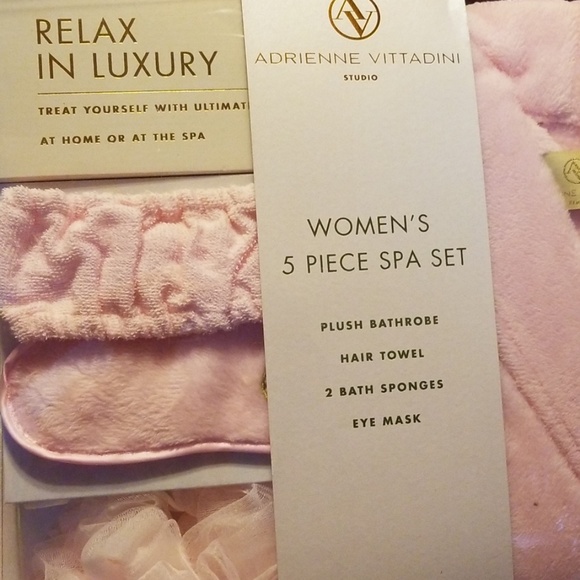 RELAX
IN LUXURY
TREAT YOURSELF WITH
AT HOME OR AT THE SPA
AV
ADRIENNE VITTADINI
STUDIO
WOMEN'S
5 PIECE SPA SET
PLUSH BATHROBE
HAIR TOWEL
2 BATH SPONGES
EYE MASK
AV